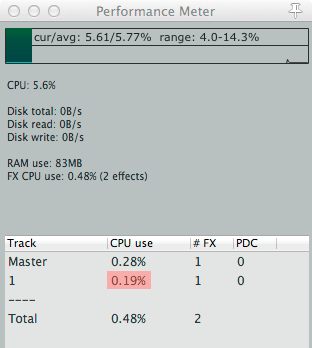 Performance Meter
cur/avg: 5.61/5.77%  range: 4.0-14.3%
CPU: 5.6%
Disk total: 0B/s
Disk read: 0B/s
Disk write: 0B/s
RAM use: 83MB
FX CPU use: 0.48% (2 effects)
Track CPU use # FX PDC
Master 0.28% 1 0
1 0.19% 1 0
----
Total 0.48% 2